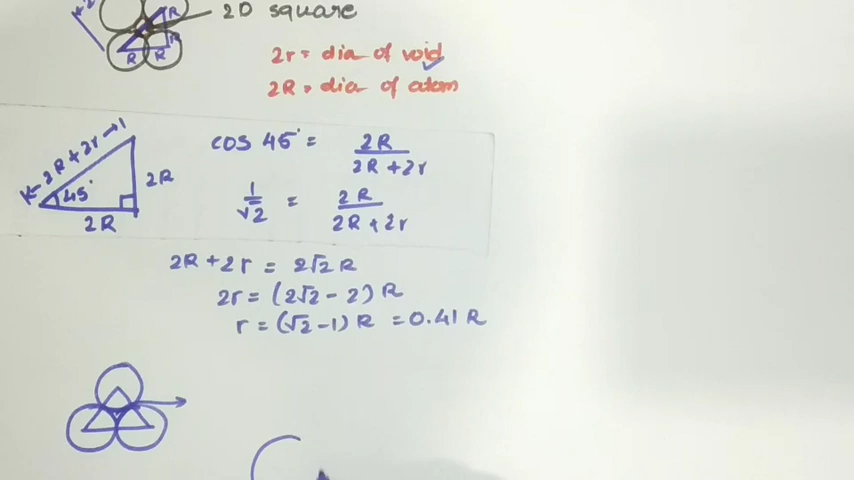 2D square
R
R
R R
2r = dia of void
2R = dia of atom
2R + 2r
45°
2R
2R
cos 45° = 2R / 2R + 2r
1/√2 = 2R / 2R + 2r
2R + 2r = 2√2 R
2r = (2√2 - 2) R
r = (√2 - 1) R = 0.41 R